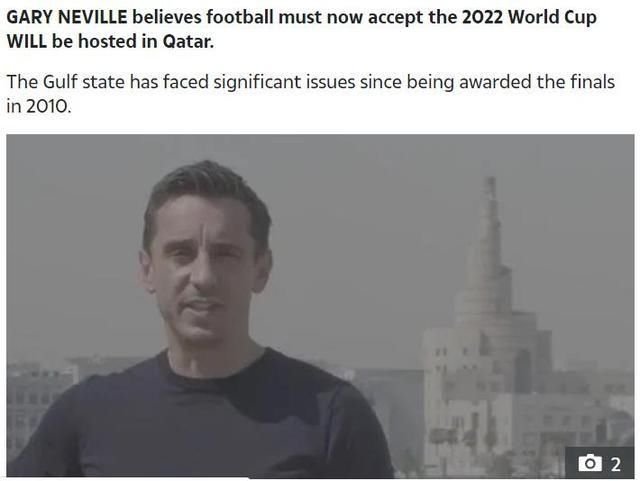 GARY NEVILLE believes football must now accept the 2022 World Cup
WILL be hosted in Qatar.
The Gulf state has faced significant issues since being awarded the finals
in 2010.
2